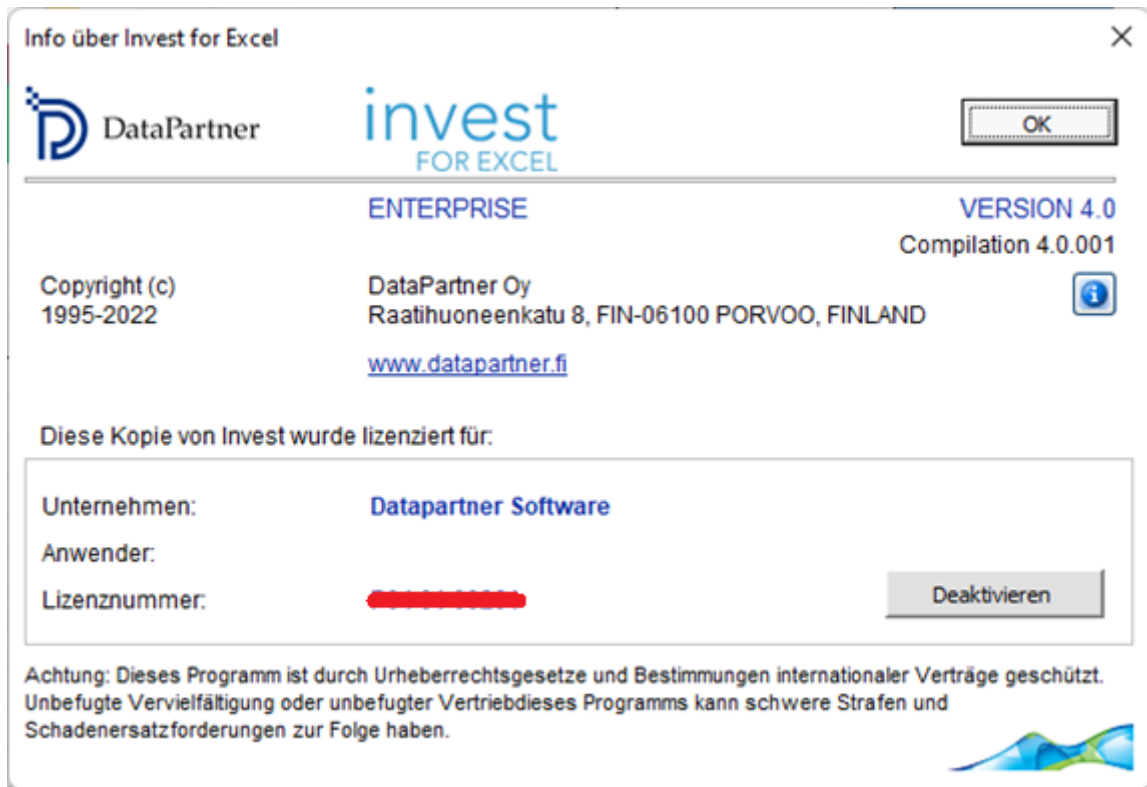 Info über Invest for Excel
DataPartner
invest
FOR EXCEL
OK
ENTERPRISE
VERSION 4.0
Compilation 4.0.001
Copyright (c)
1995-2022
DataPartner Oy
Raatihuoneenkatu 8, FIN-06100 PORVOO, FINLAND
www.datapartner.fi
Diese Kopie von Invest wurde lizenziert für:
Unternehmen: Datapartner Software
Anwender:
Lizenznummer:
Deaktivieren
Achtung: Dieses Programm ist durch Urheberrechtsgesetze und Bestimmungen internationaler Verträge geschützt.
Unbefugte Vervielfältigung oder unbefugter Vertriebdieses Programms kann schwere Strafen und
Schadenersatzforderungen zur Folge haben.